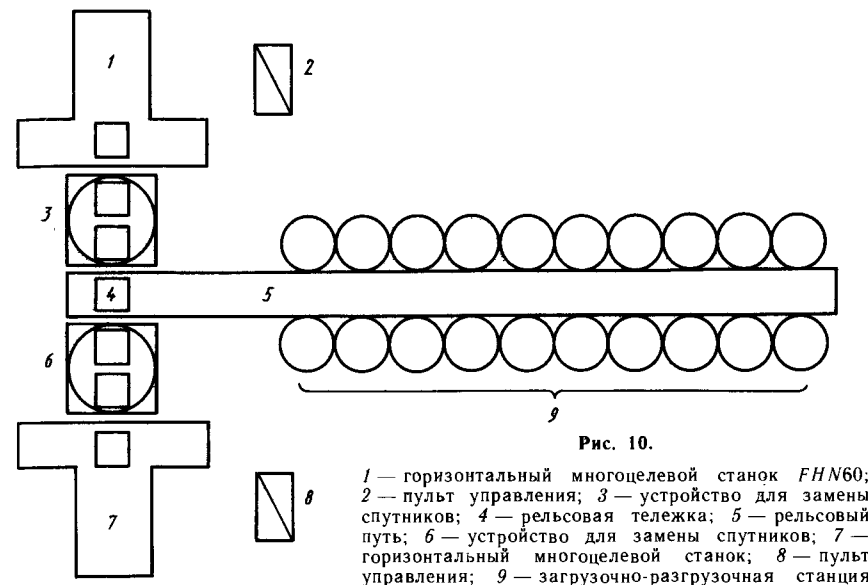 1
2
3
4
5
6
7
8
9
Рис. 10.
1 — горизонтальный многоцелевой станок FHN60;
2 — пульт управления; 3 — устройство для замены
спутников; 4 — рельсовая тележка; 5 — рельсовый
путь; 6 — устройство для замены спутников; 7 —
горизонтальный многоцелевой станок; 8 — пульт
управления; 9 — загрузочно-разгрузочная станция